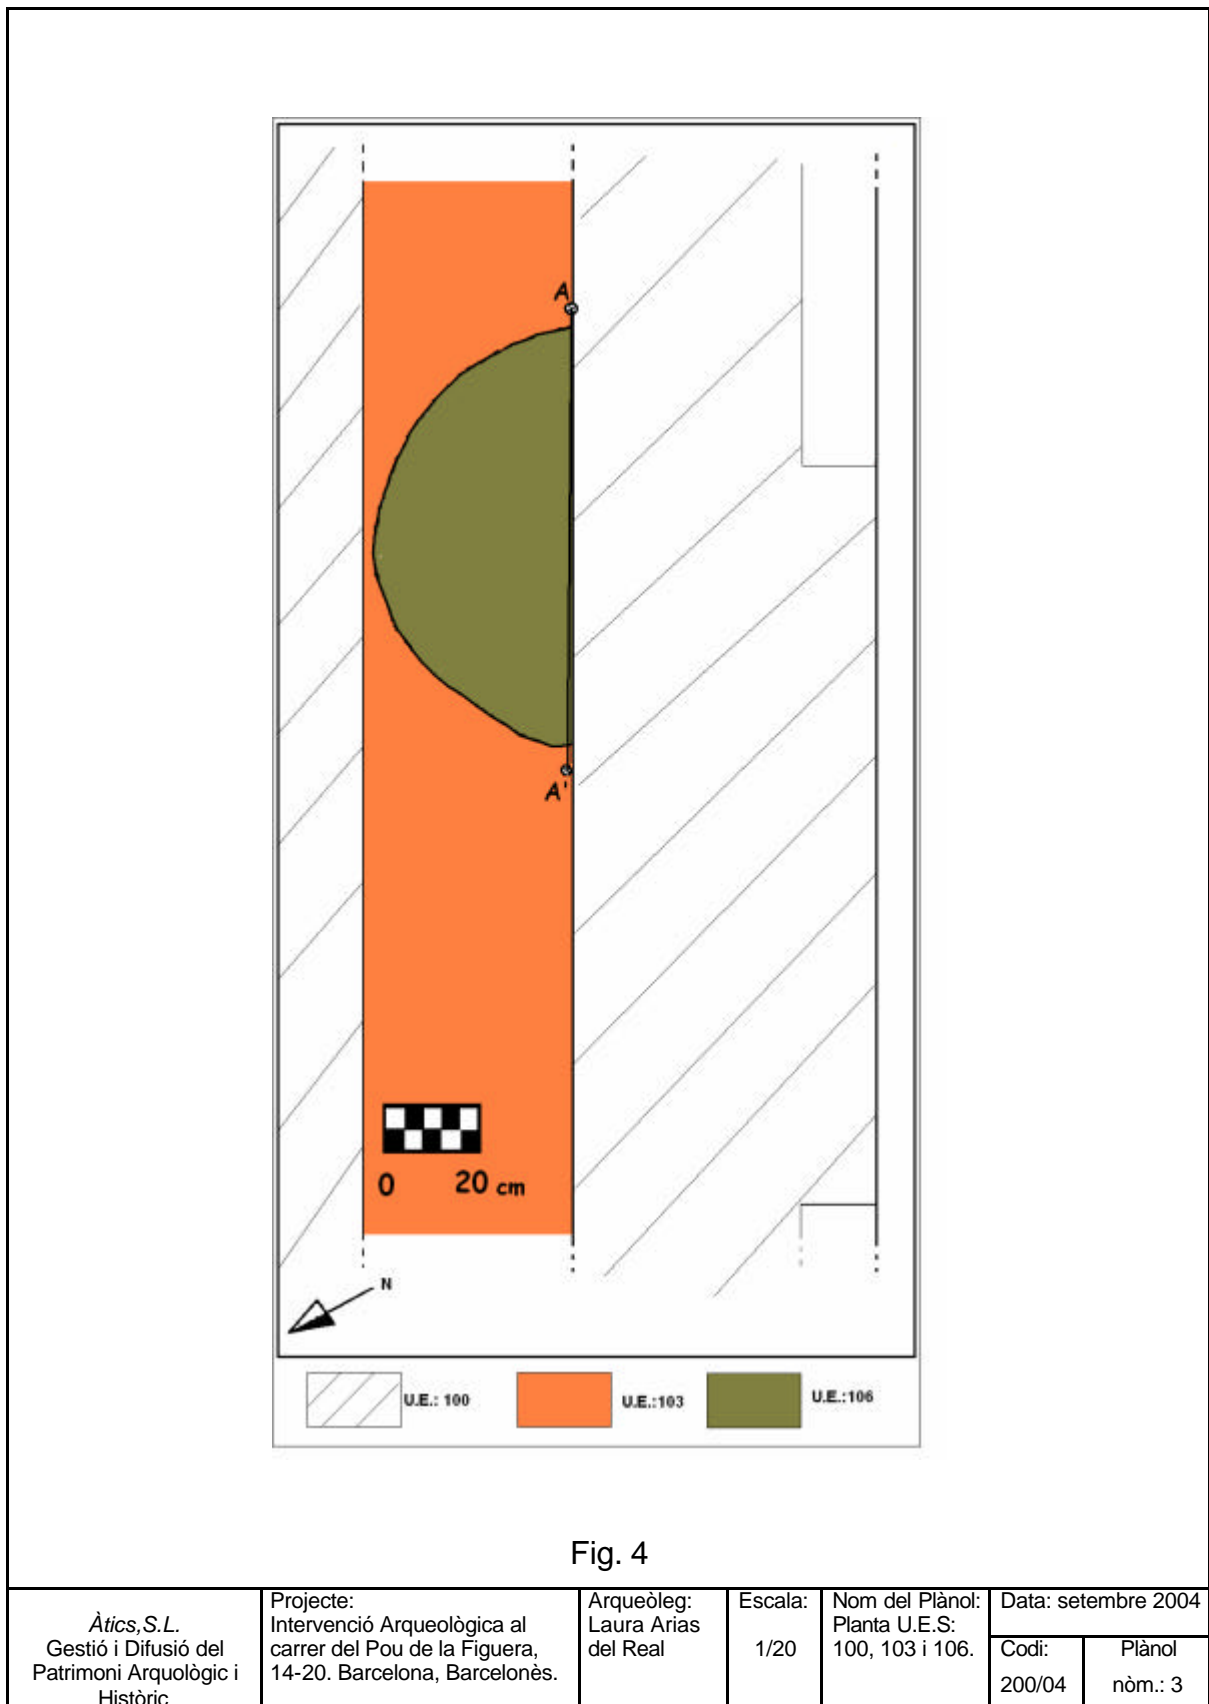 A
A'
0 20 cm
N
U.E.: 100
U.E.:103
U.E.:106
Fig. 4
Àtics,S.L.
Gestió i Difusió del
Patrimoni Arquològic i
Històric
Projecte:
Intervenció Arqueològica al
carrer del Pou de la Figuera,
14-20. Barcelona, Barcelonès.
Arqueòleg:
Laura Arias
del Real
Escala:
1/20
Nom del Plànol:
Planta U.E.S:
100, 103 i 106.
Data: setembre 2004
Codi:
200/04
Plànol
nòm.: 3